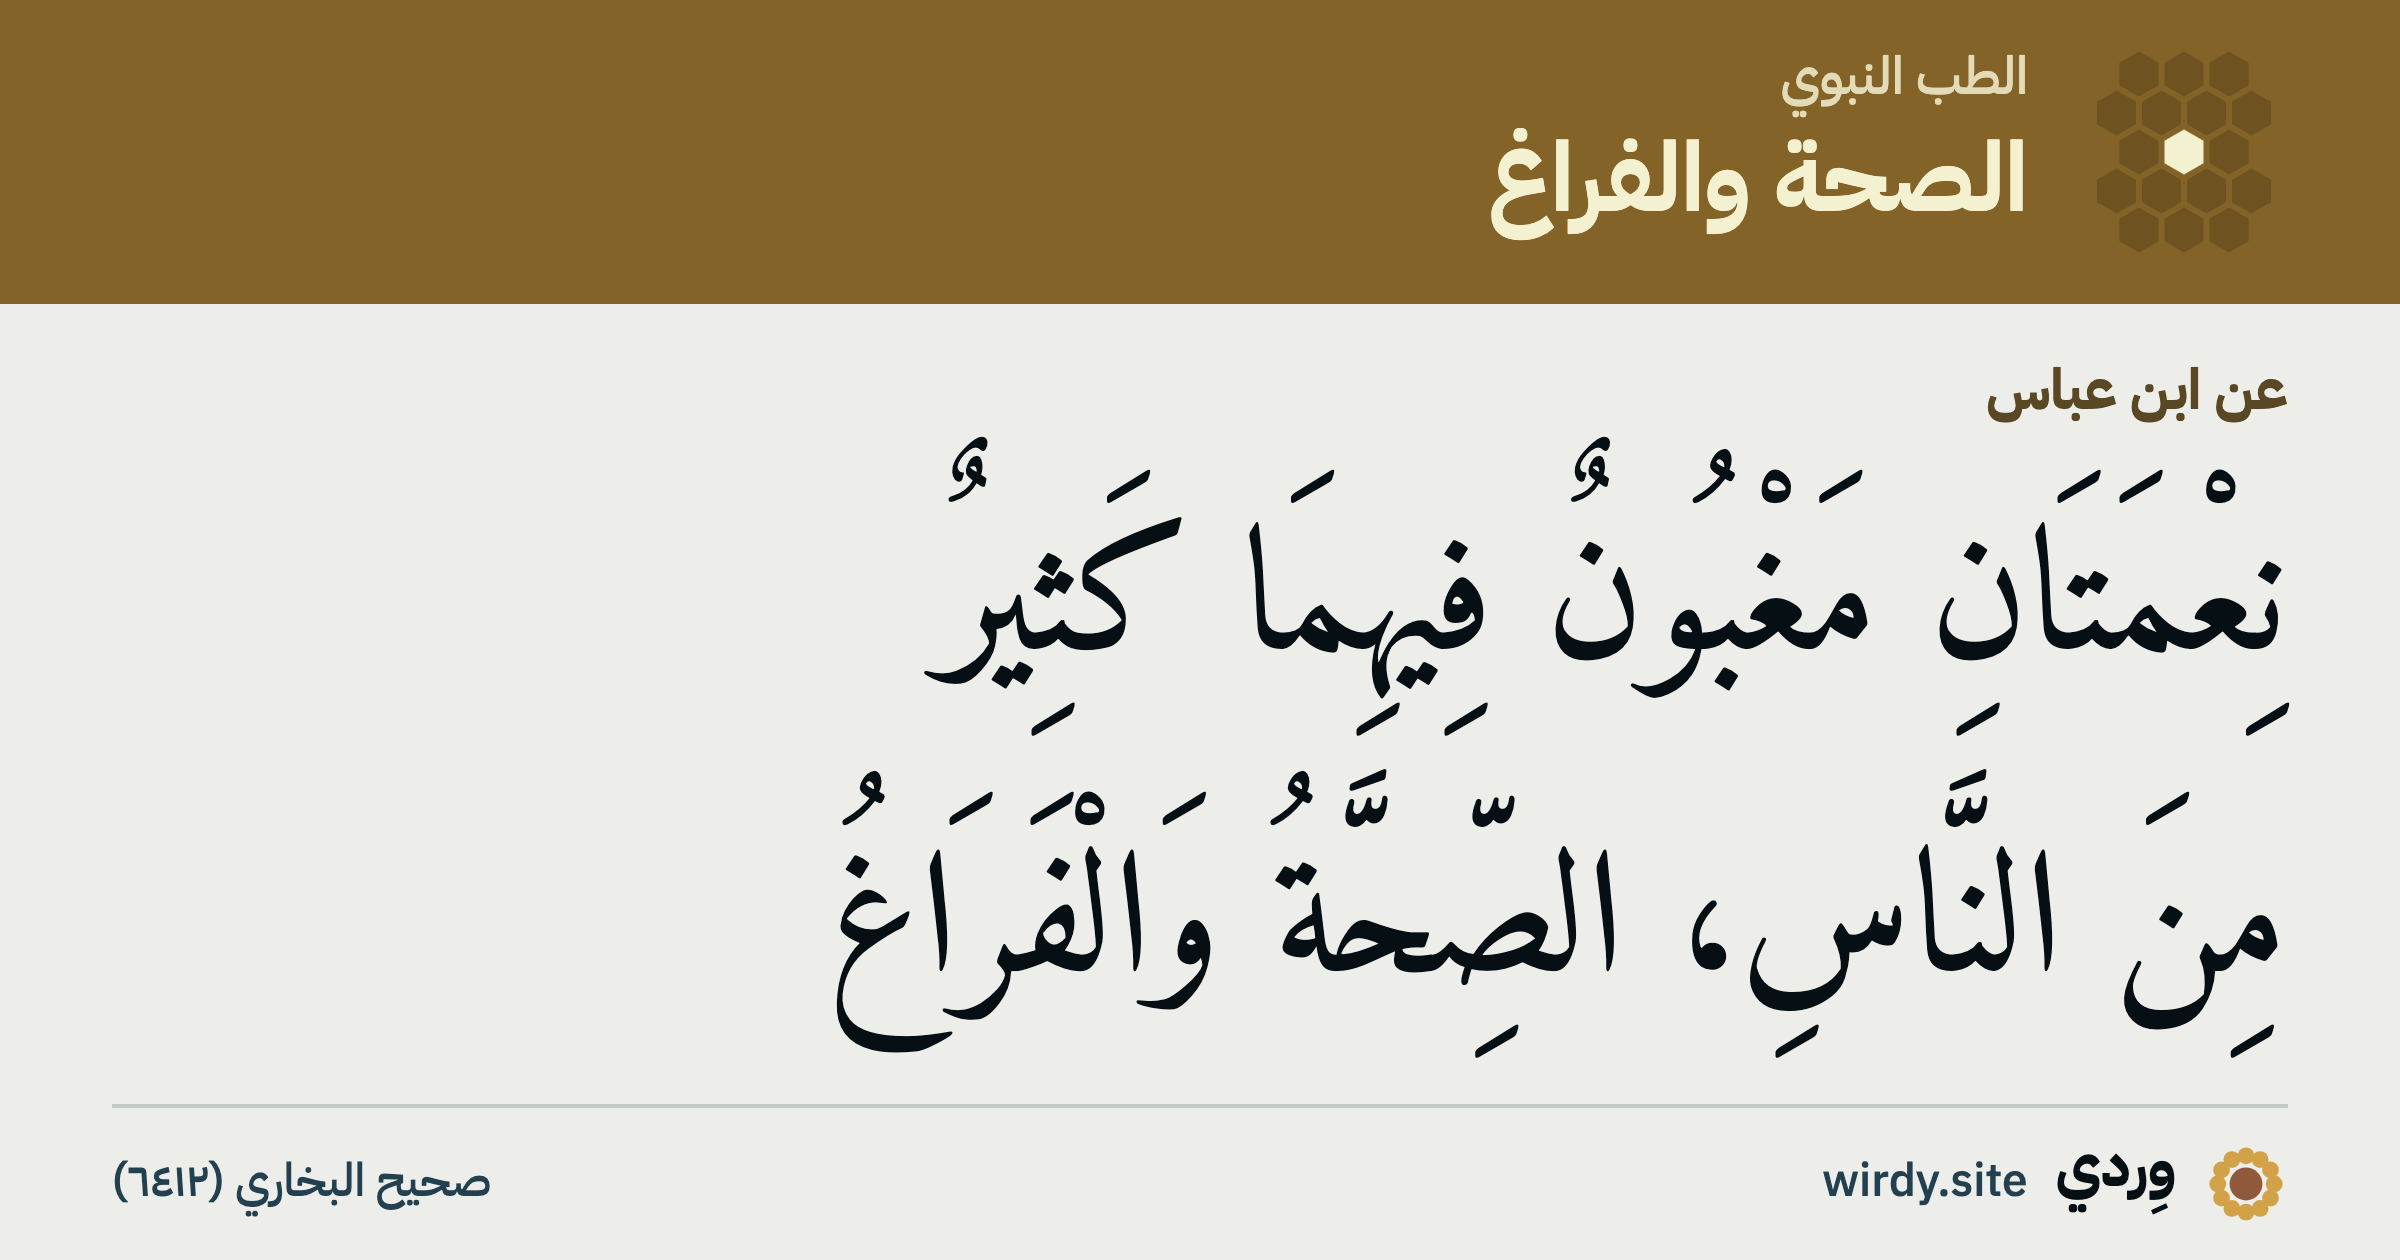 الطب النبوي
الصحة والفراغ
عن ابن عباس
نِعْمَتَانِ مَغْبُونٌ فِيهِمَا كَثِيرٌ
مِنَ النَّاسِ، الصِّحَّةُ وَالْفَرَاغُ
وِردي wirdy.site
صحيح البخاري (٦٤١٢)